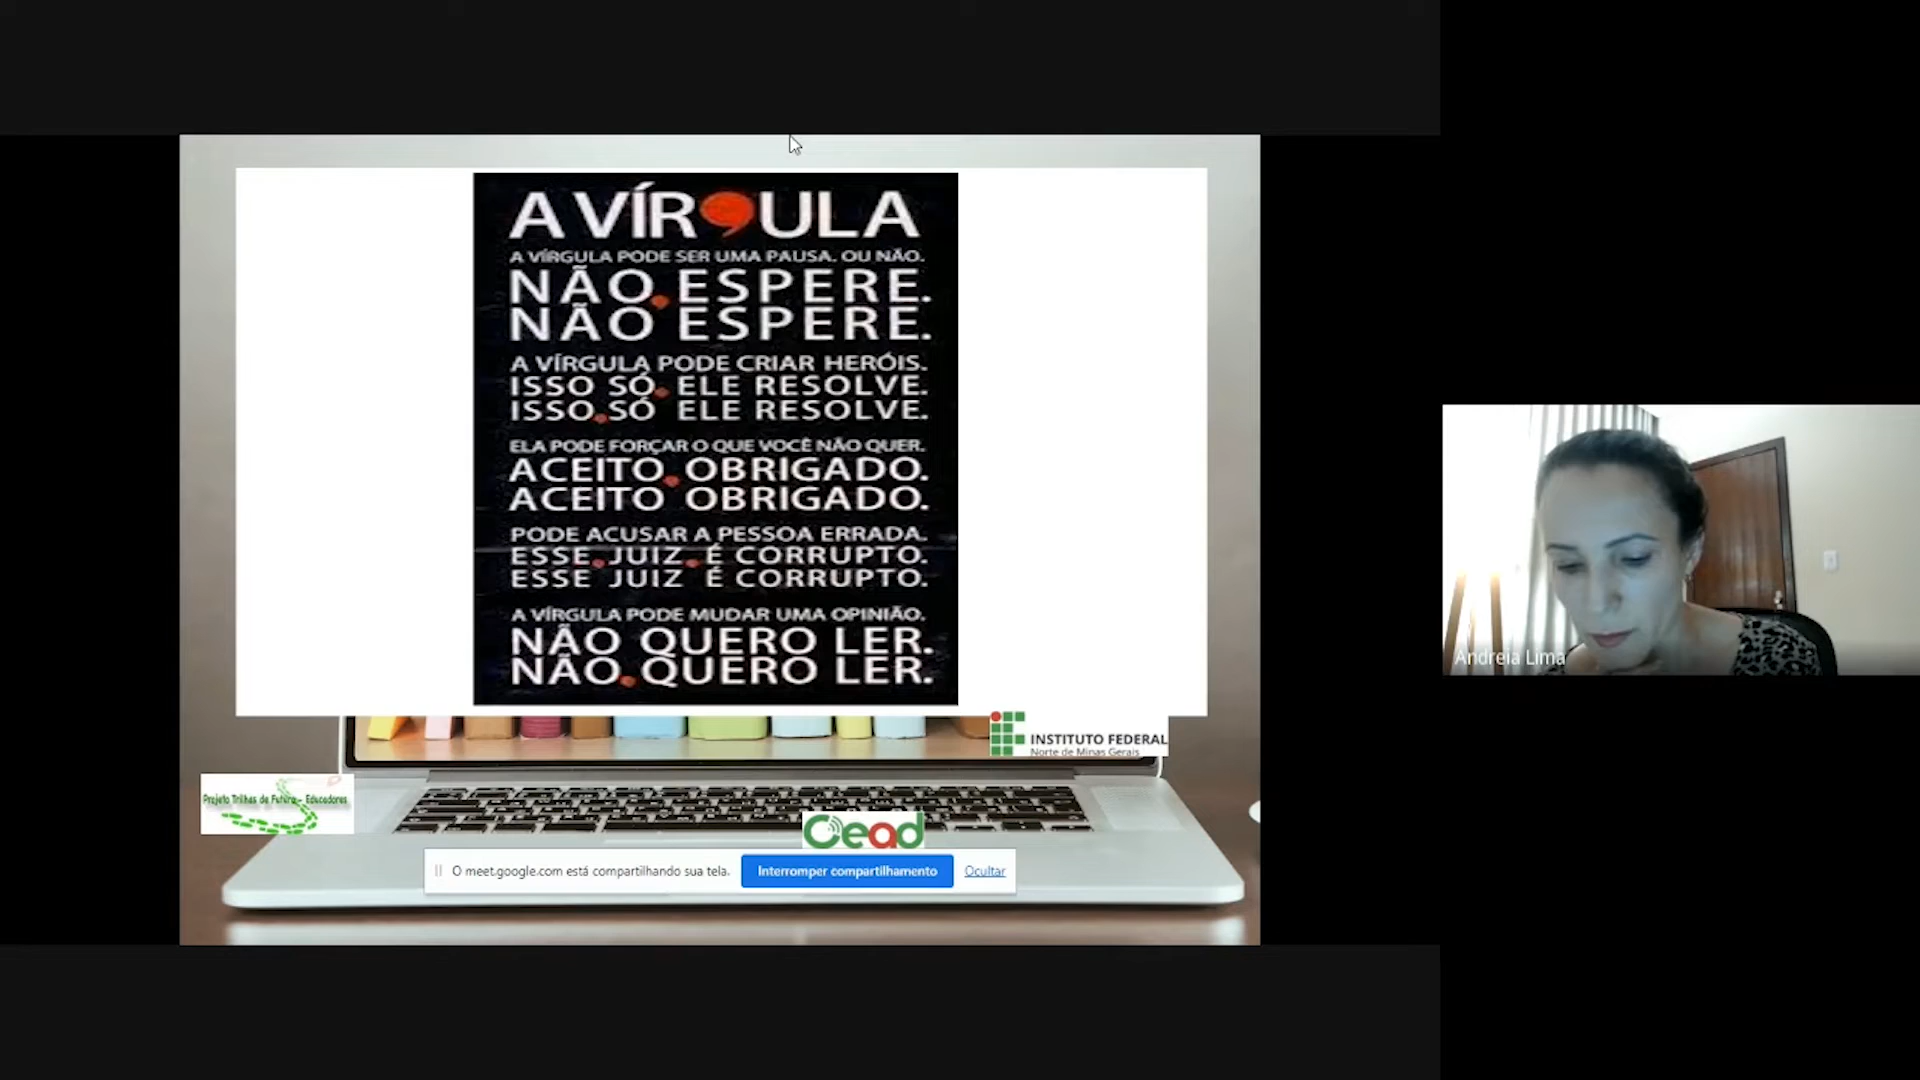 A VÍR,ULA
A VÍRGULA PODE SER UMA PAUSA. OU NÃO.
NÃO, ESPERE.
NÃO ESPERE.
A VÍRGULA PODE CRIAR HERÓIS.
ISSO SÓ, ELE RESOLVE.
ISSO, SÓ ELE RESOLVE.
ELA PODE FORÇAR O QUE VOCÊ NÃO QUER.
ACEITO, OBRIGADO.
ACEITO OBRIGADO.
PODE ACUSAR A PESSOA ERRADA.
ESSE, JUIZ, É CORRUPTO.
ESSE JUIZ É CORRUPTO.
A VÍRGULA PODE MUDAR UMA OPINIÃO.
NÃO QUERO LER.
NÃO, QUERO LER.
INSTITUTO FEDERAL
Norte de Minas Gerais
Projeto Trilhas de Futuro - Educadores
Cead
O meet.google.com está compartilhando sua tela.
Interromper compartilhamento
Ocultar
Andreia Lima